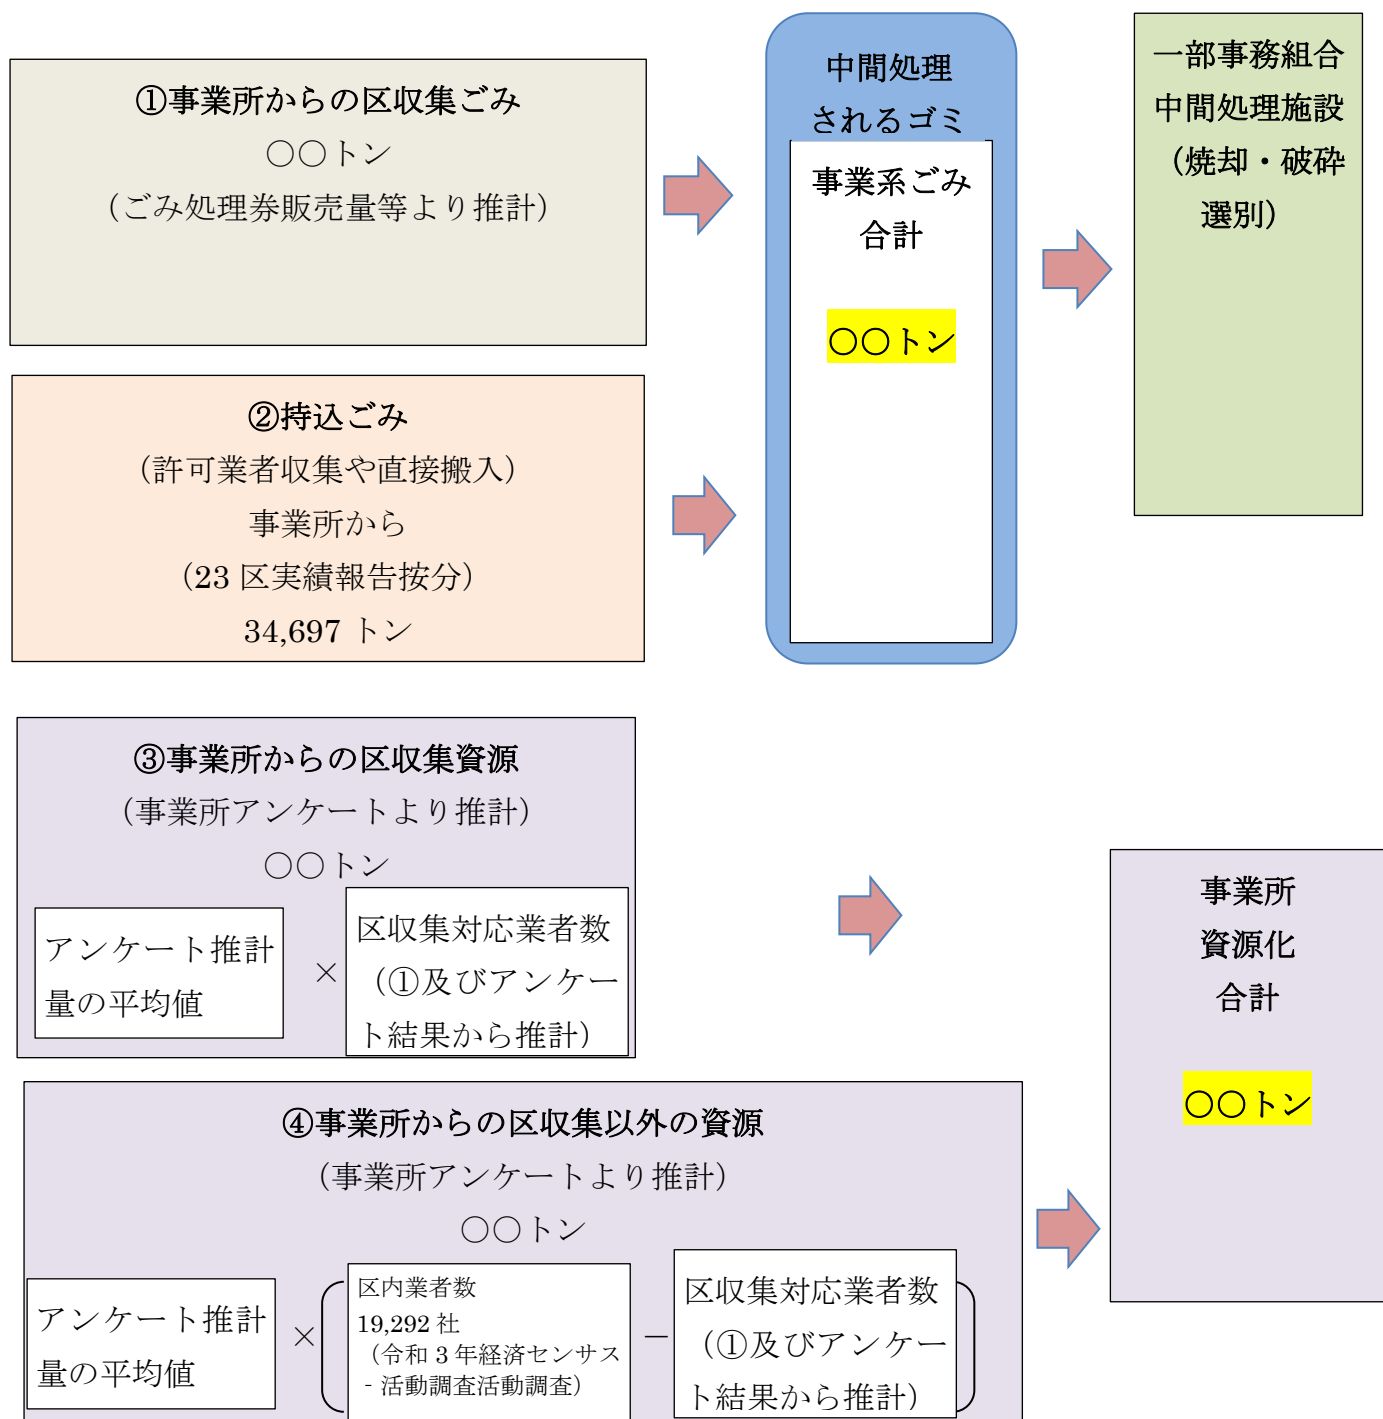 ①事業所からの区収集ごみ
〇〇トン
（ごみ処理券販売量等より推計）
②持込ごみ
（許可業者収集や直接搬入）
事業所から
（23 区実績報告按分）
34,697 トン
中間処理
されるゴミ
事業系ごみ
合計
〇〇トン
一部事務組合
中間処理施設
（焼却・破砕
選別）
③事業所からの区収集資源
（事業所アンケートより推計）
〇〇トン
アンケート推計
量の平均値
×
区収集対応業者数
（①及びアンケー
ト結果から推計）
④事業所からの区収集以外の資源
（事業所アンケートより推計）
〇〇トン
アンケート推計
量の平均値
×
区内業者数
19,292 社
（令和 3 年経済センサス
‐活動調査活動調査）
－
区収集対応業者数
（①及びアンケー
ト結果から推計）
事業所
資源化
合計
〇〇トン